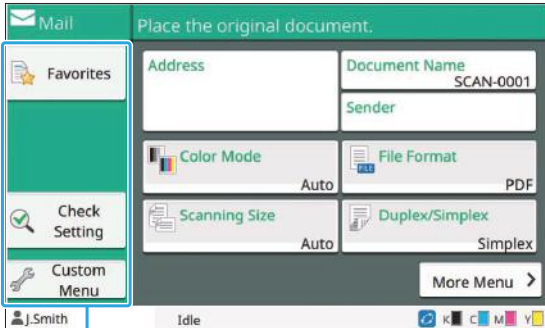 Mail
Place the original document.
Favorites
Address
Document Name
SCAN-0001
Sender
Color Mode
Auto
File Format
FILE
PDF
Check
Setting
Scanning Size
Auto
Duplex/Simplex
Simplex
Custom
Menu
More Menu
J.Smith
Idle
K C M Y